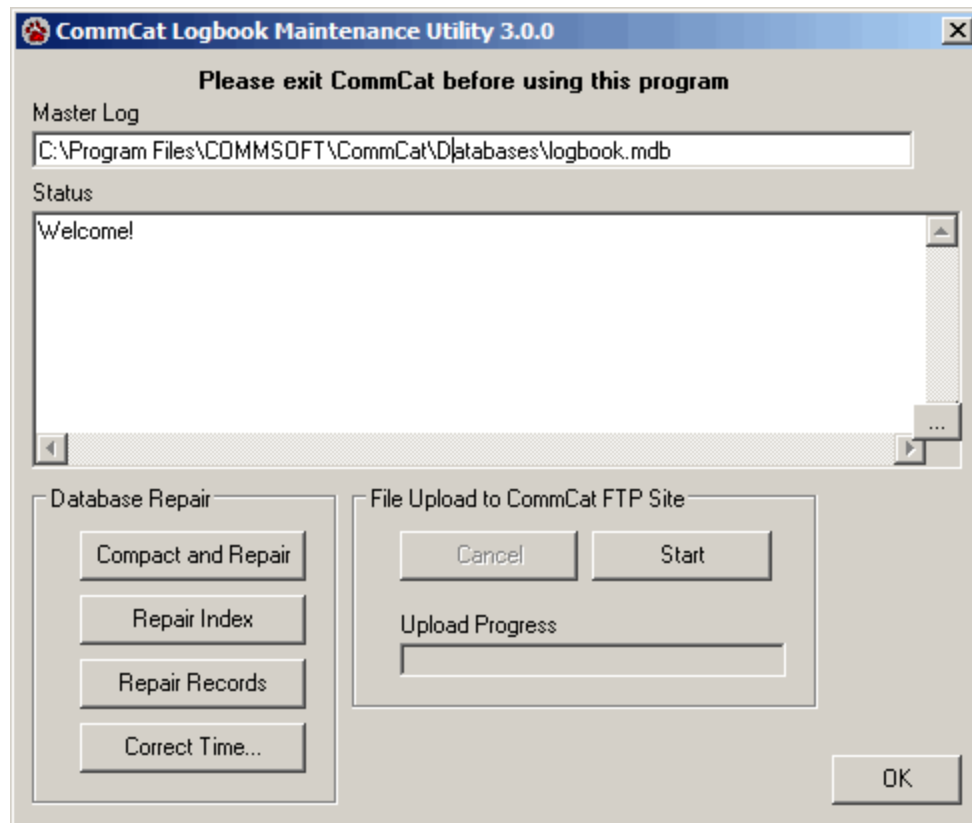 CommCat Logbook Maintenance Utility 3.0.0
Please exit CommCat before using this program
Master Log
C:\Program Files\COMMSOFT\CommCat\Databases\logbook.mdb
Status
Welcome!
...
Database Repair
Compact and Repair
Repair Index
Repair Records
Correct Time...
File Upload to CommCat FTP Site
Cancel
Start
Upload Progress
OK